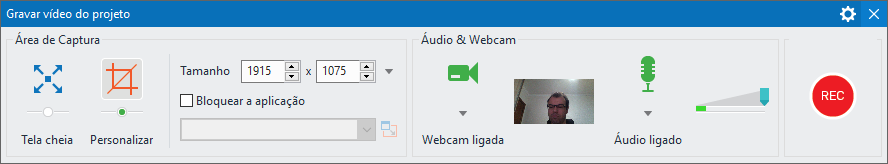 Gravar vídeo do projeto
Área de Captura
Tela cheia
Personalizar
Tamanho 1915 x 1075
Bloquear a aplicação
Áudio & Webcam
Webcam ligada
Áudio ligado
REC